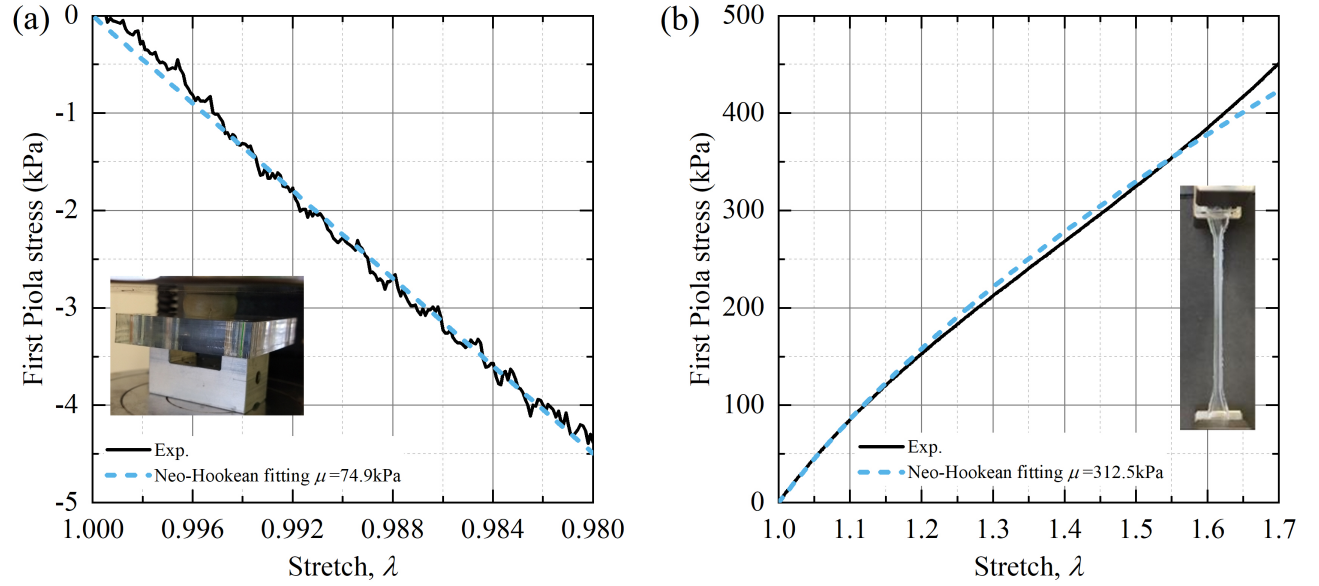 (a)
First Piola stress (kPa)
0
-1
-2
-3
-4
-5
Exp.
Neo-Hookean fitting μ=74.9kPa
1.000 0.996 0.992 0.988 0.984 0.980
Stretch, λ
(b)
First Piola stress (kPa)
500
400
300
200
100
0
Exp.
Neo-Hookean fitting μ=312.5kPa
1.0 1.1 1.2 1.3 1.4 1.5 1.6 1.7
Stretch, λ